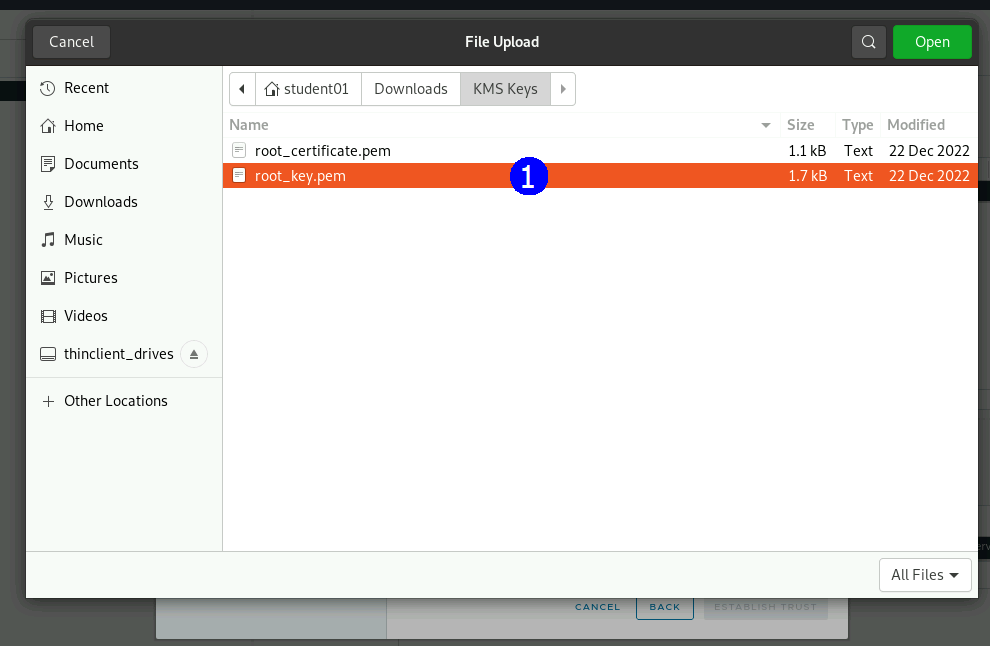 Cancel
File Upload
Open
Recent
Home
Documents
Downloads
Music
Pictures
Videos
thinclient_drives
Other Locations
student01 Downloads KMS Keys
Name Size Type Modified
root_certificate.pem 1.1 kB Text 22 Dec 2022
root_key.pem 1 1.7 kB Text 22 Dec 2022
All Files
CANCEL BACK ESTABLISH TRUST